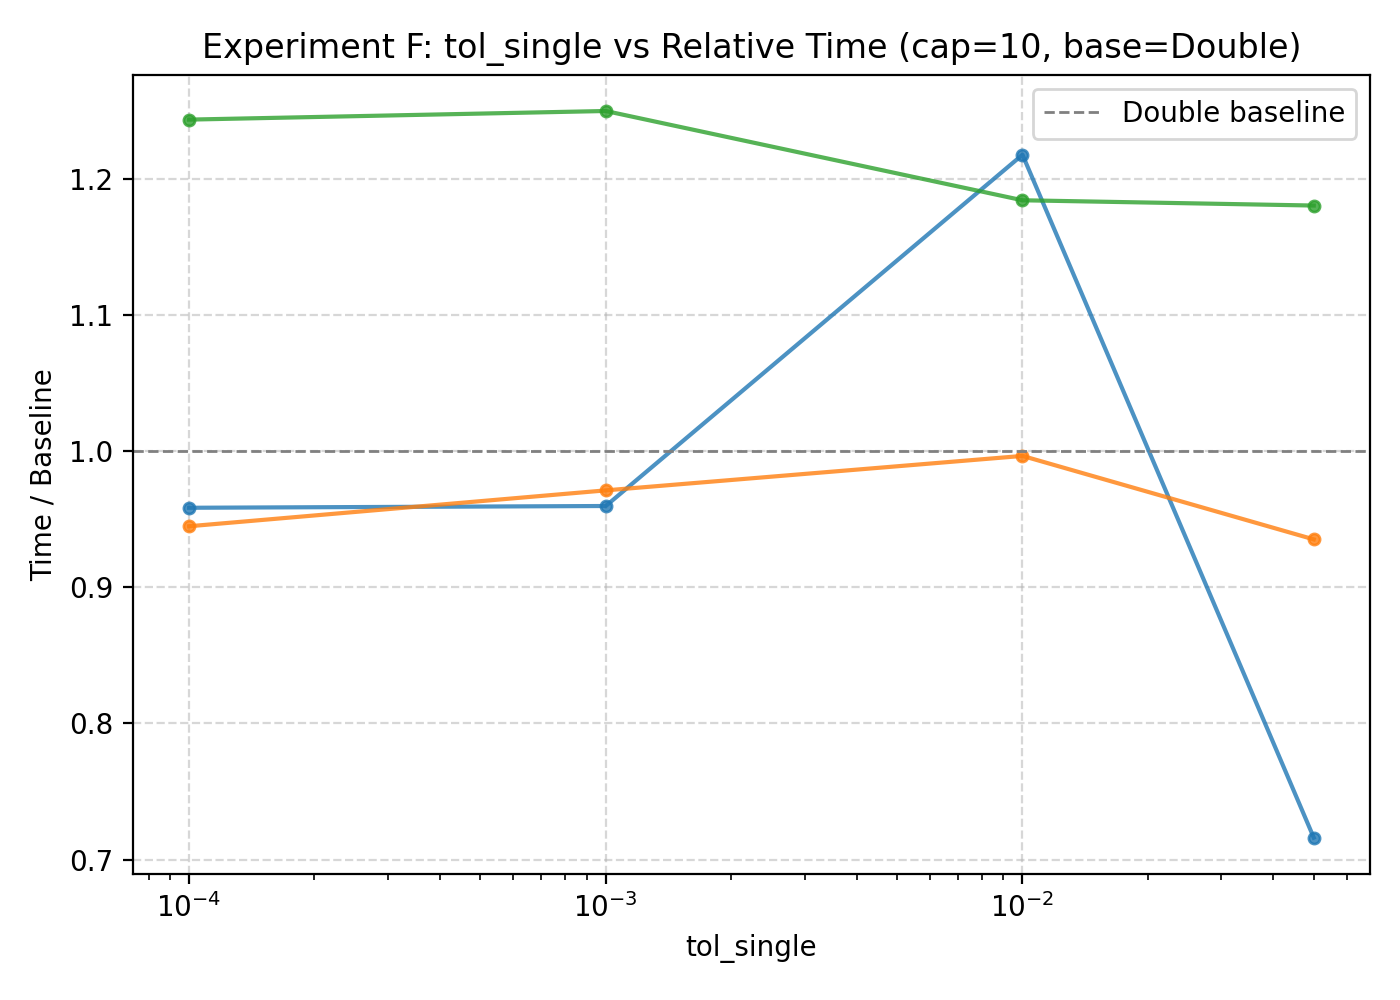 Experiment F: tol_single vs Relative Time (cap=10, base=Double)
Double baseline
Time / Baseline
1.2
1.1
1.0
0.9
0.8
0.7
10⁻⁴
10⁻³
10⁻²
tol_single